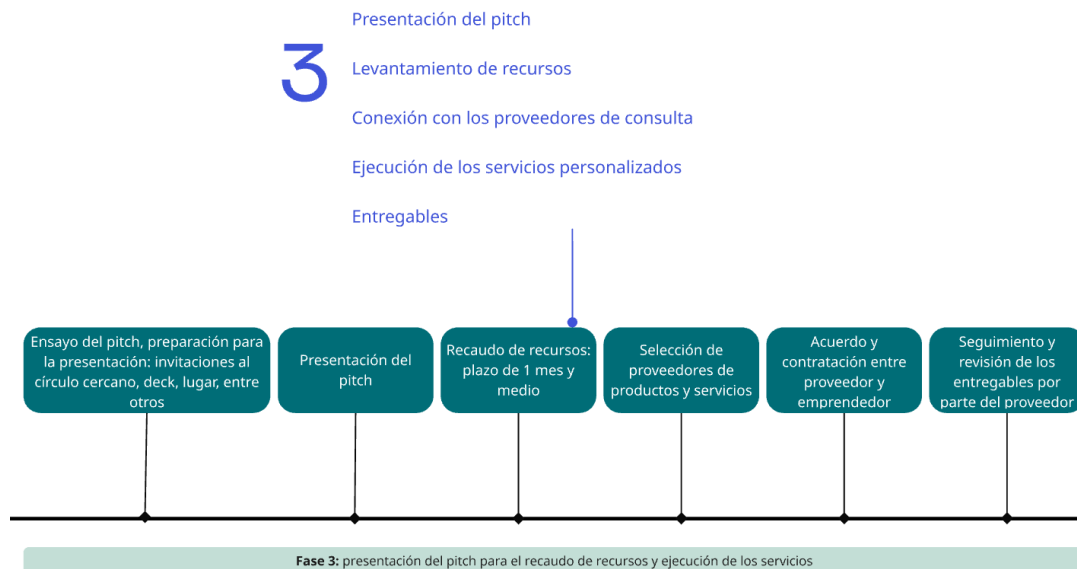 Presentación del pitch
3
Levantamiento de recursos
Conexión con los proveedores de consulta
Ejecución de los servicios personalizados
Entregables
Ensayo del pitch, preparación para
la presentación: invitaciones al
círculo cercano, deck, lugar, entre
otros
Presentación del
pitch
Recaudo de recursos:
plazo de 1 mes y
medio
Selección de
proveedores de
productos y servicios
Acuerdo y
contratación entre
proveedor y
emprendedor
Seguimiento y
revisión de los
entregables por
parte del proveedor
Fase 3: presentación del pitch para el recaudo de recursos y ejecución de los servicios